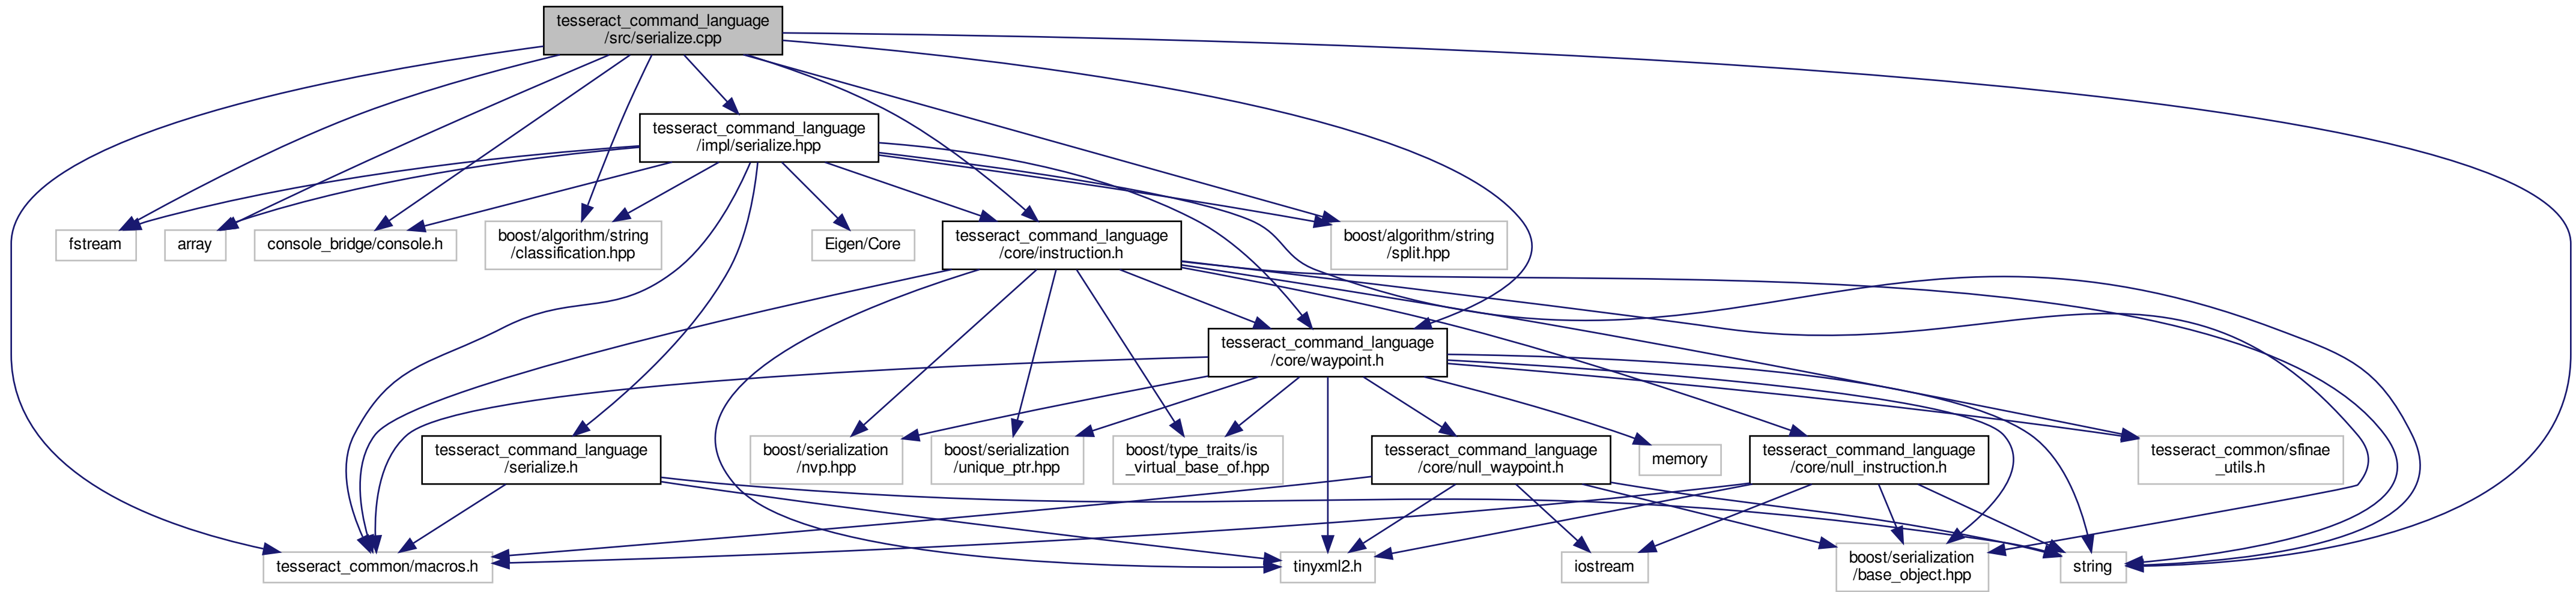 tesseract_command_language
/src/serialize.cpp
tesseract_command_language
/impl/serialize.hpp
fstream
array
console_bridge/console.h
boost/algorithm/string
/classification.hpp
Eigen/Core
tesseract_command_language
/core/instruction.h
boost/algorithm/string
/split.hpp
tesseract_command_language
/core/waypoint.h
tesseract_command_language
/serialize.h
boost/serialization
/nvp.hpp
boost/serialization
/unique_ptr.hpp
boost/type_traits/is
_virtual_base_of.hpp
tesseract_command_language
/core/null_waypoint.h
memory
tesseract_command_language
/core/null_instruction.h
tesseract_common/sfinae
_utils.h
tesseract_common/macros.h
tinyxml2.h
iostream
boost/serialization
/base_object.hpp
string